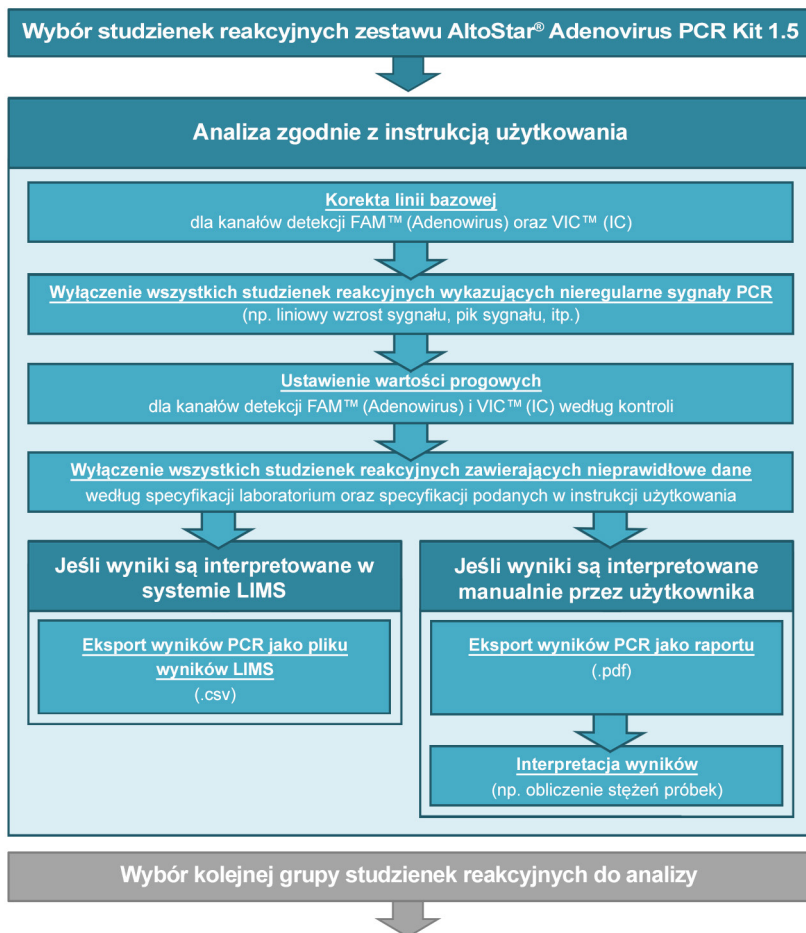 Wybór studzienek reakcyjnych zestawu AltoStar® Adenovirus PCR Kit 1.5
Analiza zgodnie z instrukcją użytkowania
Korekta linii bazowej
dla kanałów detekcji FAM™ (Adenowirus) oraz VIC™ (IC)
Wyłączenie wszystkich studzienek reakcyjnych wykazujących nieregularne sygnały PCR
(np. liniowy wzrost sygnału, pik sygnału, itp.)
Ustawienie wartości progowych
dla kanałów detekcji FAM™ (Adenowirus) i VIC™ (IC) według kontroli
Wyłączenie wszystkich studzienek reakcyjnych zawierających nieprawidłowe dane
według specyfikacji laboratorium oraz specyfikacji podanych w instrukcji użytkowania
Jeśli wyniki są interpretowane w
systemie LIMS
Eksport wyników PCR jako pliku
wyników LIMS
(.csv)
Jeśli wyniki są interpretowane
manualnie przez użytkownika
Eksport wyników PCR jako raportu
(.pdf)
Interpretacja wyników
(np. obliczenie stężeń próbek)
Wybór kolejnej grupy studzienek reakcyjnych do analizy